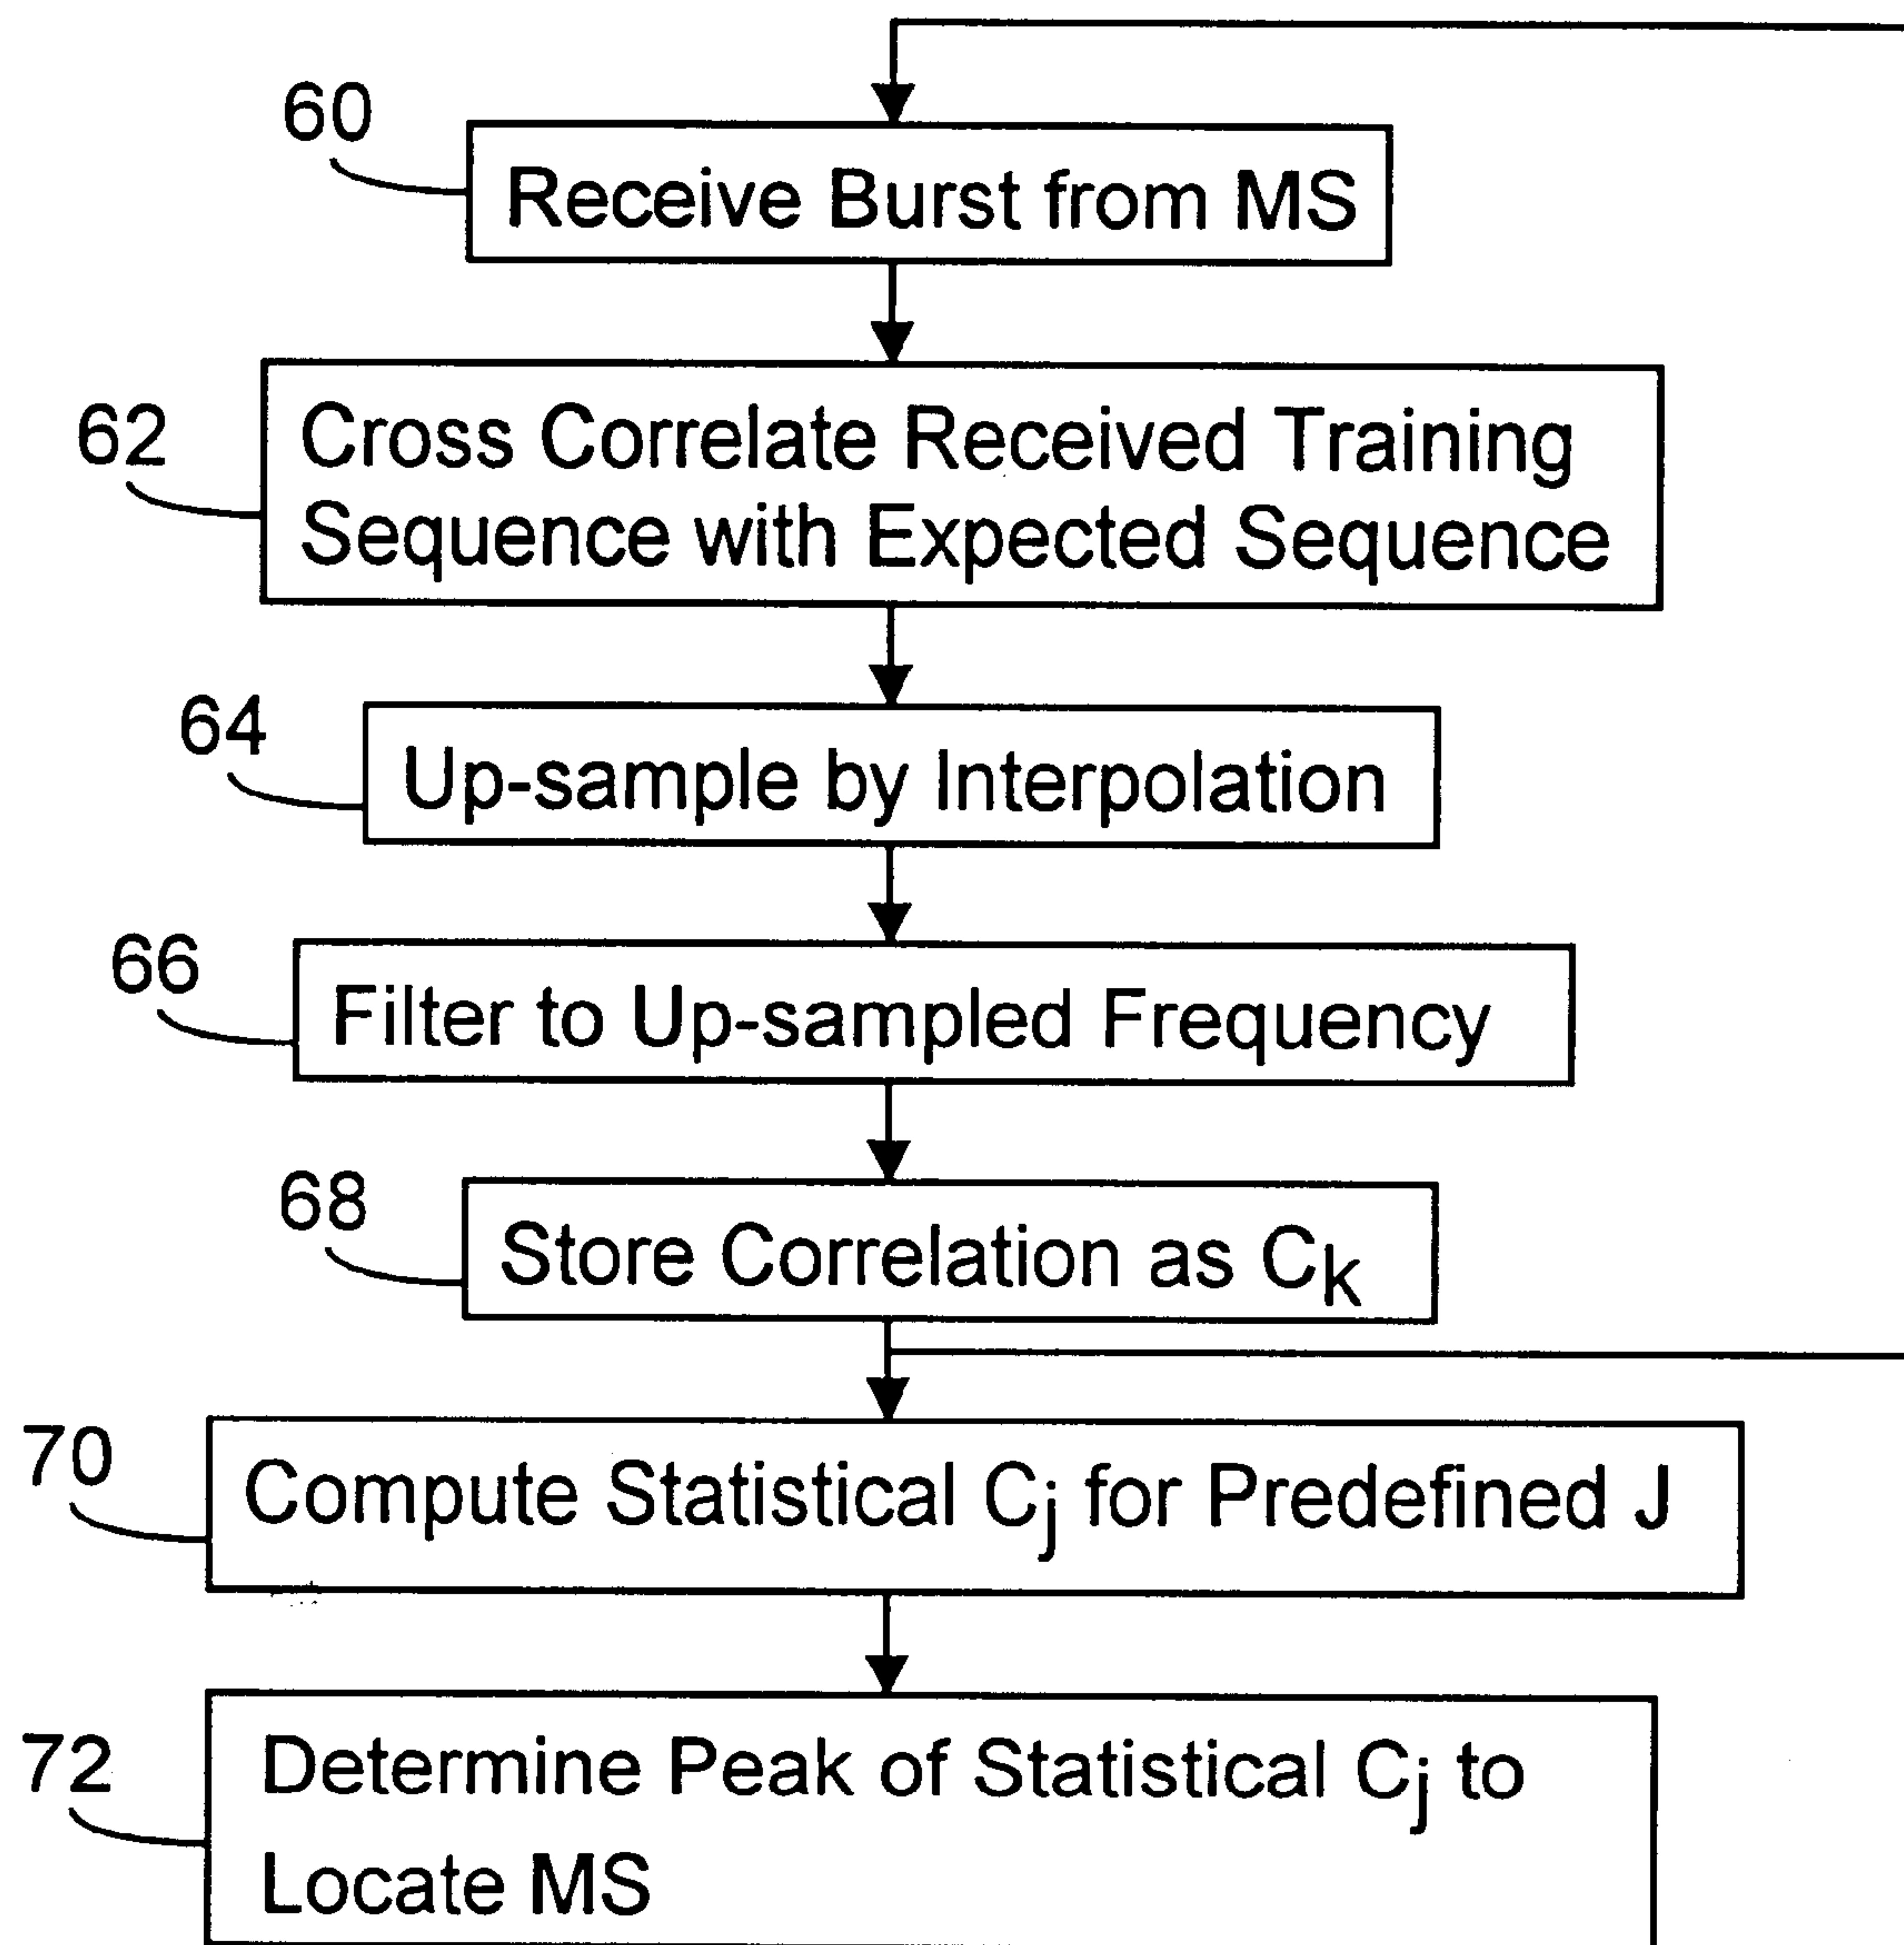 60
Receive Burst from MS
62
Cross Correlate Received Training
Sequence with Expected Sequence
64
Up-sample by Interpolation
66
Filter to Up-sampled Frequency
68
Store Correlation as Ck
70
Compute Statistical Cj for Predefined J
72
Determine Peak of Statistical Cj to
Locate MS